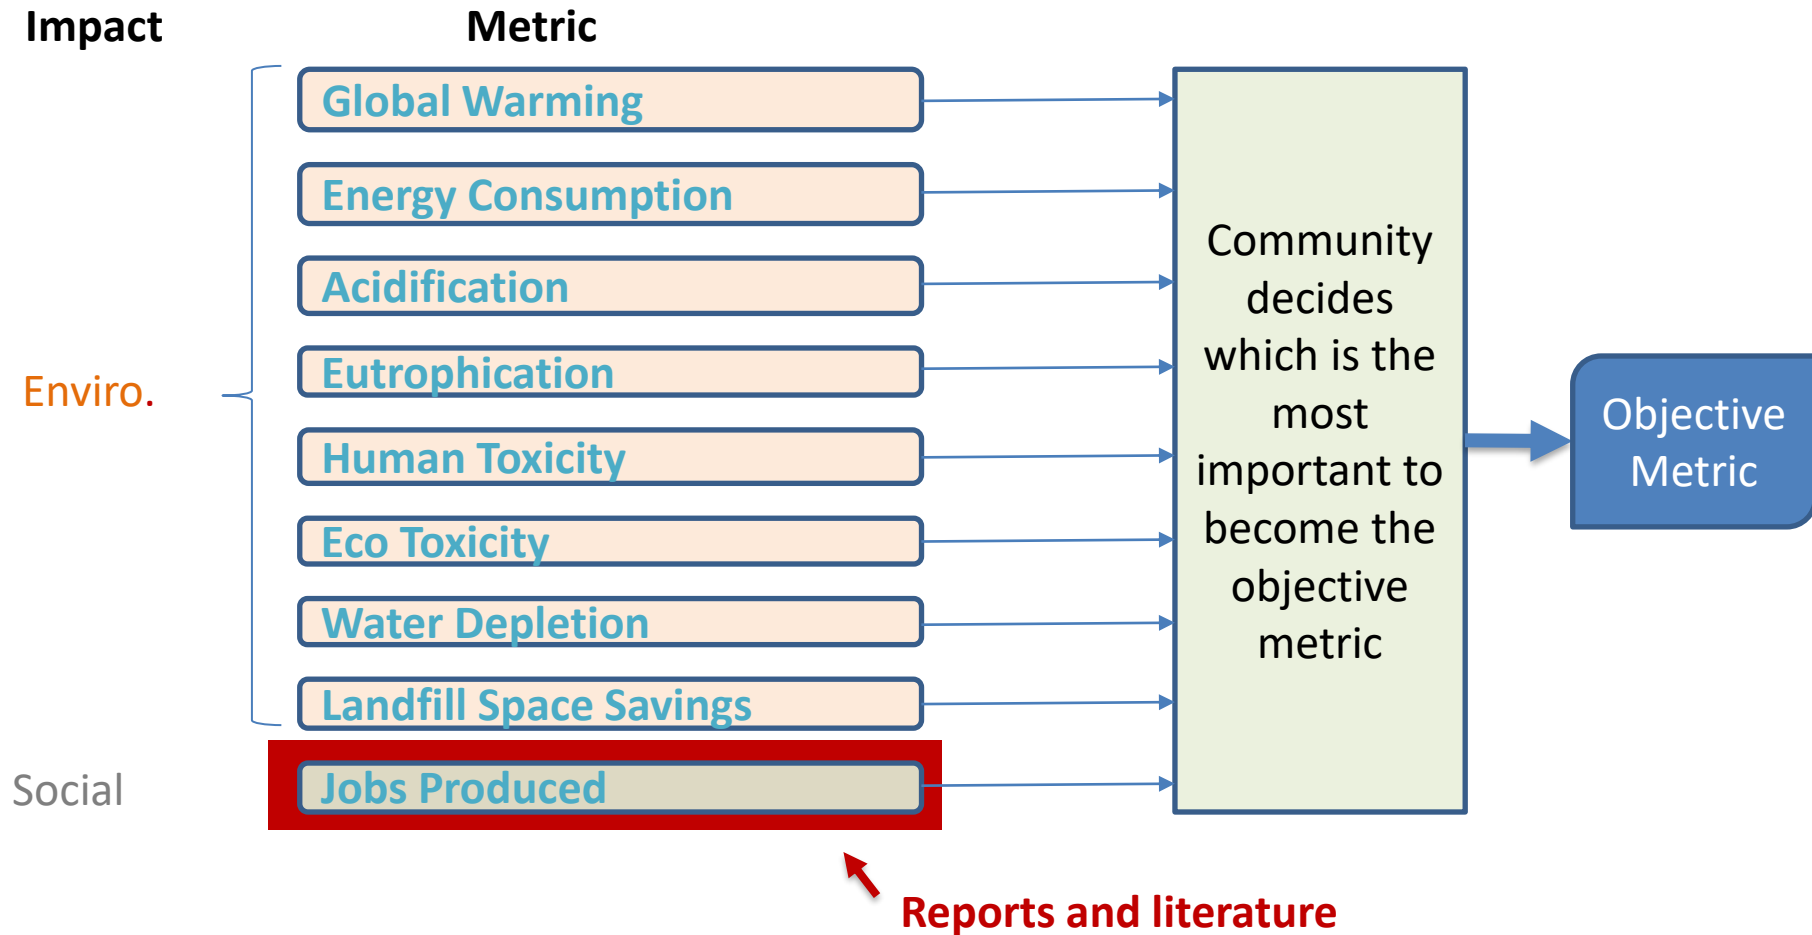 Impact
Metric
Global Warming
Energy Consumption
Acidification
Eutrophication
Human Toxicity
Eco Toxicity
Water Depletion
Landfill Space Savings
Jobs Produced
Enviro.
Social
Community
decides
which is the
most
important to
become the
objective
metric
Objective
Metric
Reports and literature